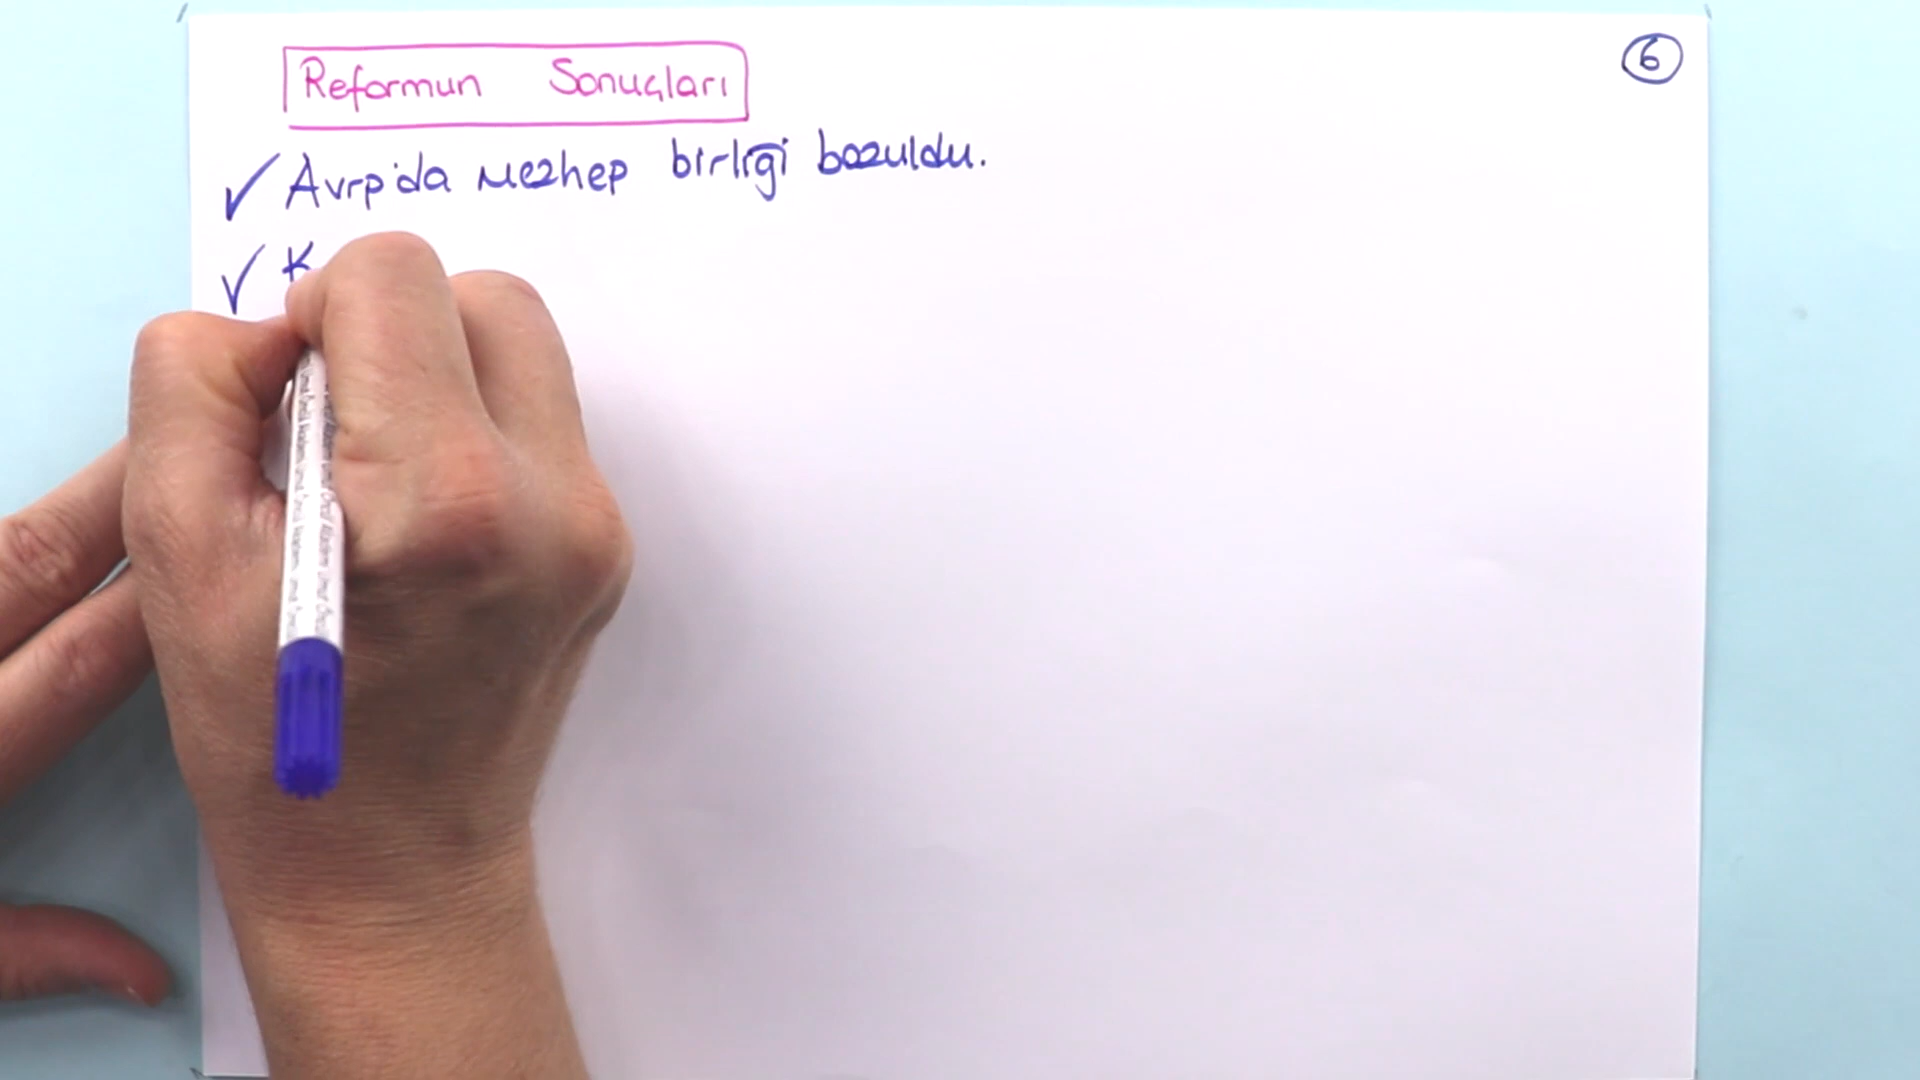 Reformun Sonuçları
6
✓ Avrp'da Mezhep birliği bozuldu.
✓ K